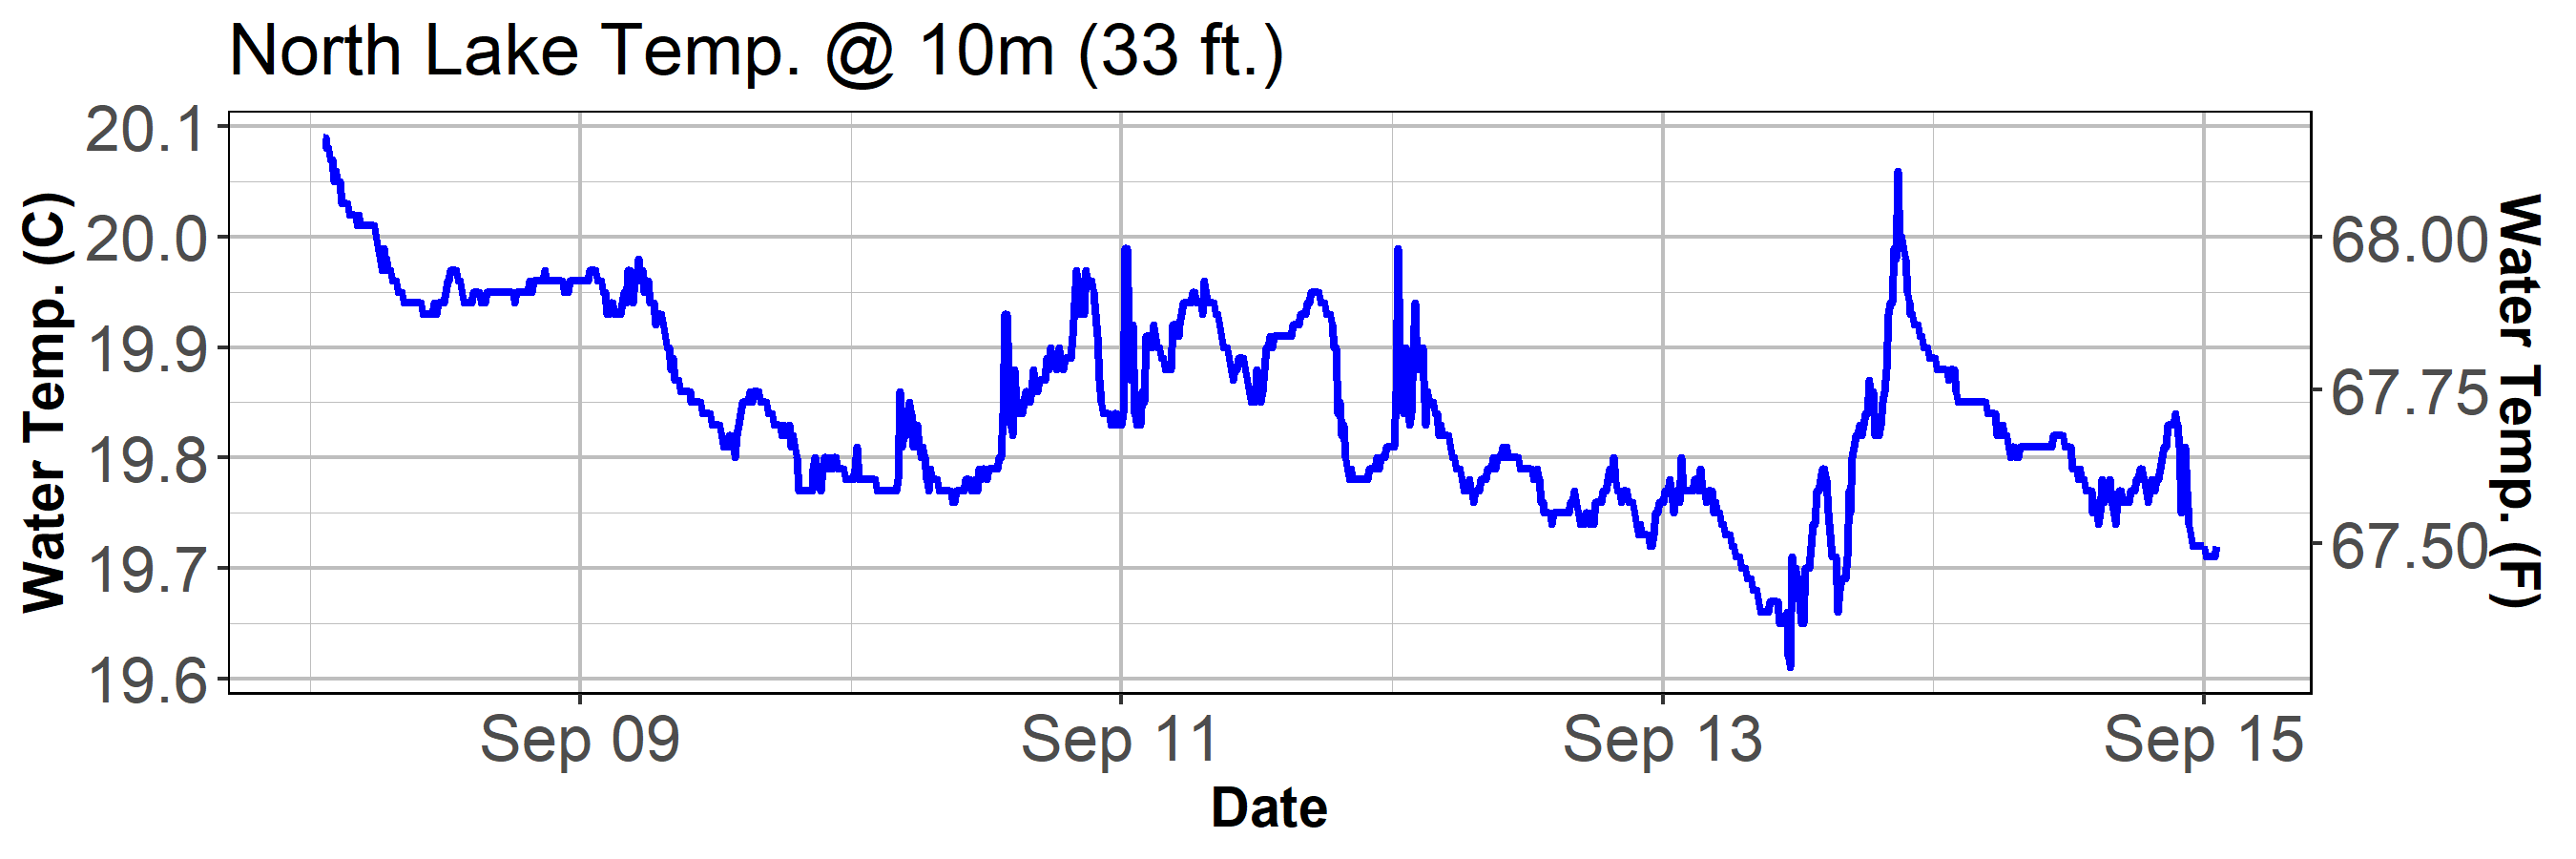 North Lake Temp. @ 10m (33 ft.)
Water Temp. (C)
20.1
20.0
19.9
19.8
19.7
19.6
68.00
67.75
67.50
Water Temp. (F)
Sep 09
Sep 11
Sep 13
Sep 15
Date